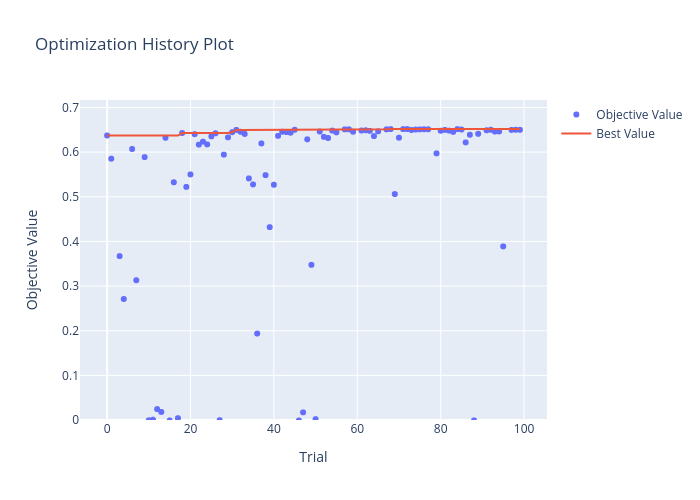 Optimization History Plot
Objective Value
Best Value
0.7
0.6
0.5
0.4
0.3
0.2
0.1
0
0 20 40 60 80 100
Objective Value
Trial